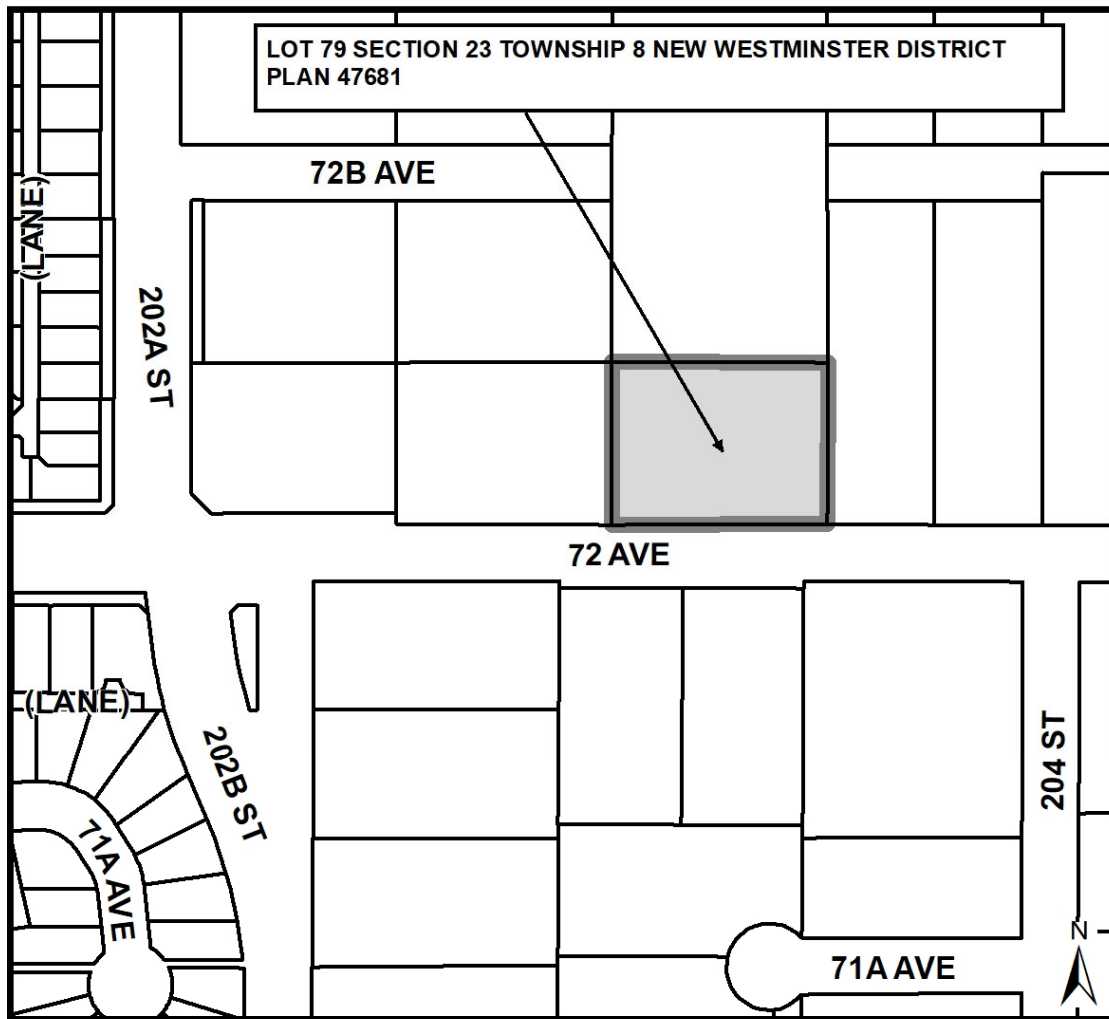 LOT 79 SECTION 23 TOWNSHIP 8 NEW WESTMINSTER DISTRICT
PLAN 47681
72B AVE
(LANE)
202A ST
72 AVE
(LANE)
202B ST
204 ST
71A AVE
N
71A AVE